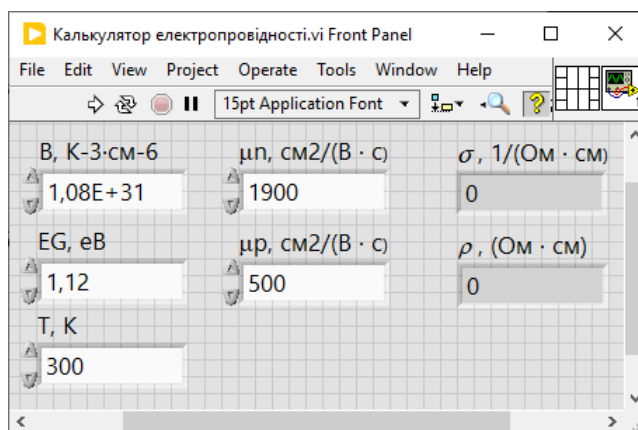 Калькулятор електропровідності.vi Front Panel
File Edit View Project Operate Tools Window Help
15pt Application Font
B, К-3·см-6 μn, см2/(В · с) σ, 1/(Ом · см)
1,08E+31 1900 0
EG, еВ μp, см2/(В · с) ρ, (Ом · см)
1,12 500 0
T, К
300